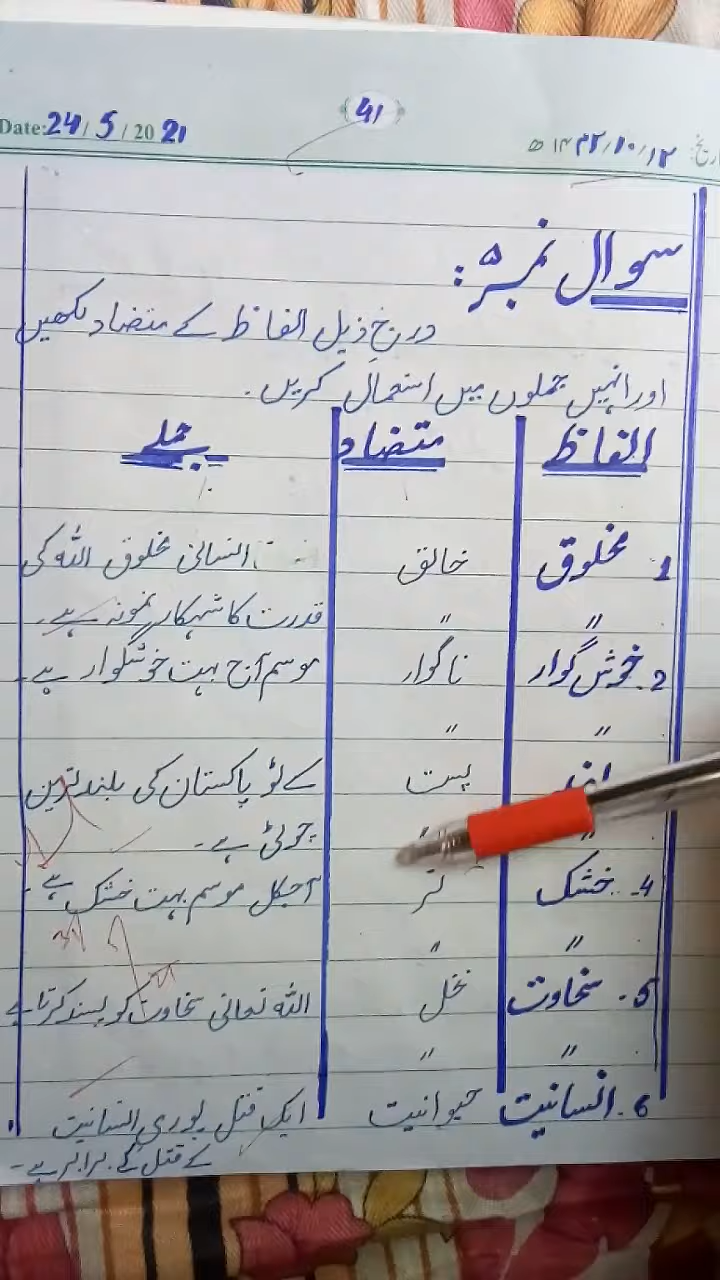 Date: 24/5/2021
41
۱۴۴۲/۱۰/۱۲ ھ
سوال نمبر ۵:
درج ذیل الفاظ کے متضاد لکھیں
اور انہیں جملوں میں استعمال کریں.
الفاظ متضاد جملے
1 مخلوق خالق انسانی مخلوق اللہ کی
" " قدرت کا شہکار نمونہ ہے۔
2. خوش گوار ناگوار موسم آج بہت خوشگوار ہے۔
" "
پست کے ٹو پاکستان کی بلند ترین
چوٹی ہے۔
4. خشک تر آجکل موسم بہت خشک ہے۔
" "
5. سخاوت بخل اللہ تعالیٰ سخاوت کو پسند کرتا ہے
" "
6. انسانیت حیوانیت ایک قتل پوری انسانیت
کے قتل کے برابر ہے۔